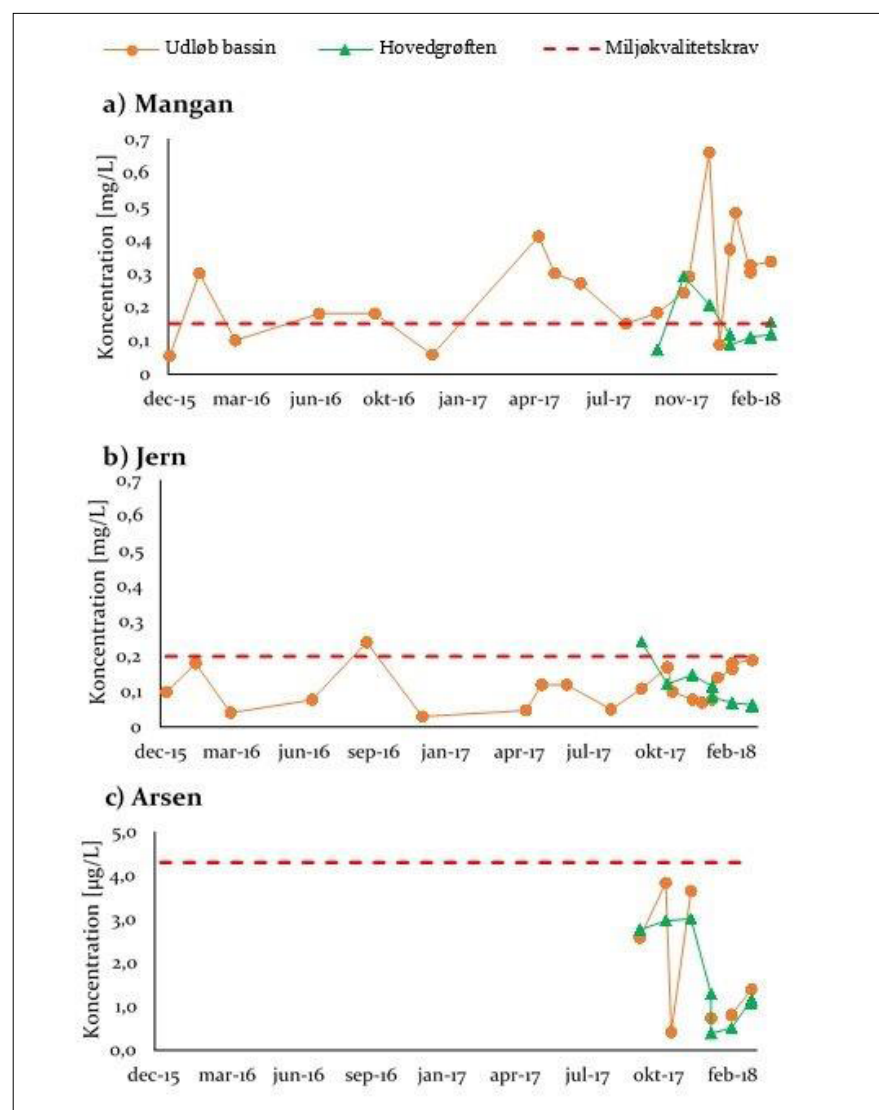 Udløb bassin Hovedgrøften Miljøkvalitetskrav
a) Mangan
Koncentration [mg/L]
0,7
0,6
0,5
0,4
0,3
0,2
0,1
0
dec-15 mar-16 jun-16 okt-16 jan-17 apr-17 jul-17 nov-17 feb-18
b) Jern
Koncentration [mg/L]
0,7
0,6
0,5
0,4
0,3
0,2
0,1
0
dec-15 mar-16 jun-16 sep-16 jan-17 apr-17 jul-17 okt-17 feb-18
c) Arsen
Koncentration [µg/L]
5,0
4,0
3,0
2,0
1,0
0,0
dec-15 mar-16 jun-16 sep-16 jan-17 apr-17 jul-17 okt-17 feb-18